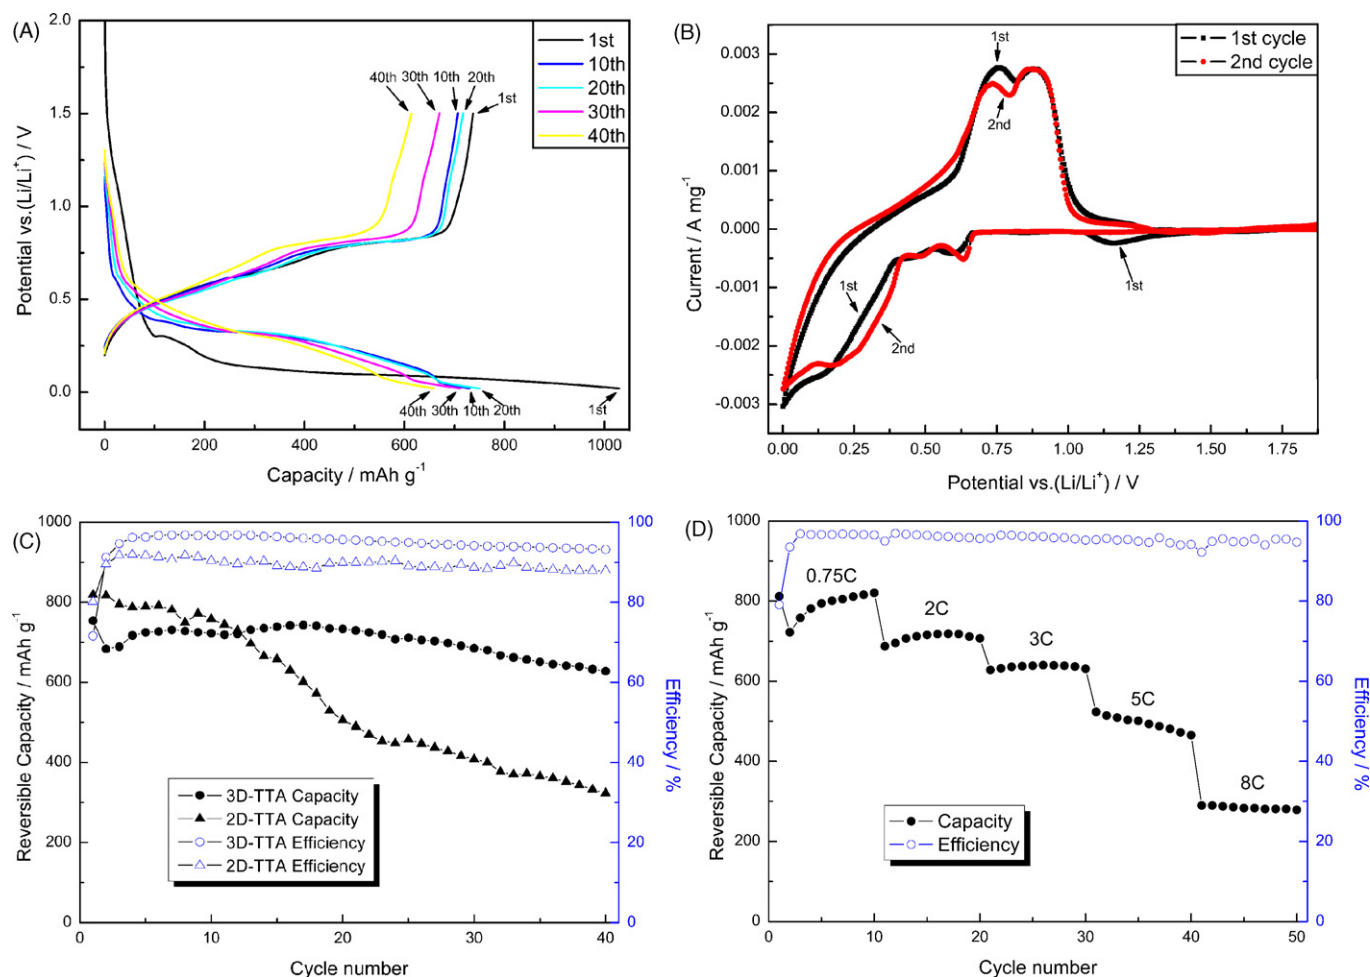 (A)
2.0
1.5
1.0
0.5
0.0
Potential vs.(Li/Li⁺) / V
1st
10th
20th
30th
40th
40th 30th 10th 20th
1st
40th 30th 10th 20th 1st
0 200 400 600 800 1000
Capacity / mAh g⁻¹
(B)
0.003
0.002
0.001
0.000
-0.001
-0.002
-0.003
Current / A mg⁻¹
1st cycle
2nd cycle
1st
2nd
1st
1st
2nd
0.00 0.25 0.50 0.75 1.00 1.25 1.50 1.75
Potential vs.(Li/Li⁺) / V
(C)
1000
800
600
400
200
0
Reversible Capacity / mAh g⁻¹
100
80
60
40
20
0
Efficiency / %
3D-TTA Capacity
2D-TTA Capacity
3D-TTA Efficiency
2D-TTA Efficiency
0 10 20 30 40
Cycle number
(D)
1000
800
600
400
200
0
Reversible Capacity / mAh g⁻¹
100
80
60
40
20
0
Efficiency / %
0.75C
2C
3C
5C
8C
Capacity
Efficiency
0 10 20 30 40 50
Cycle number